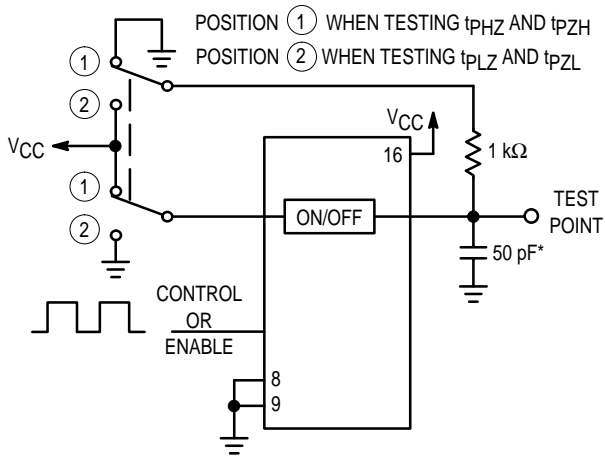 POSITION 1 WHEN TESTING tPHZ AND tPZH
POSITION 2 WHEN TESTING tPLZ AND tPZL
1
2
VCC
1
2
VCC
16
1 kΩ
ON/OFF
TEST
POINT
50 pF*
CONTROL
OR
ENABLE
8
9